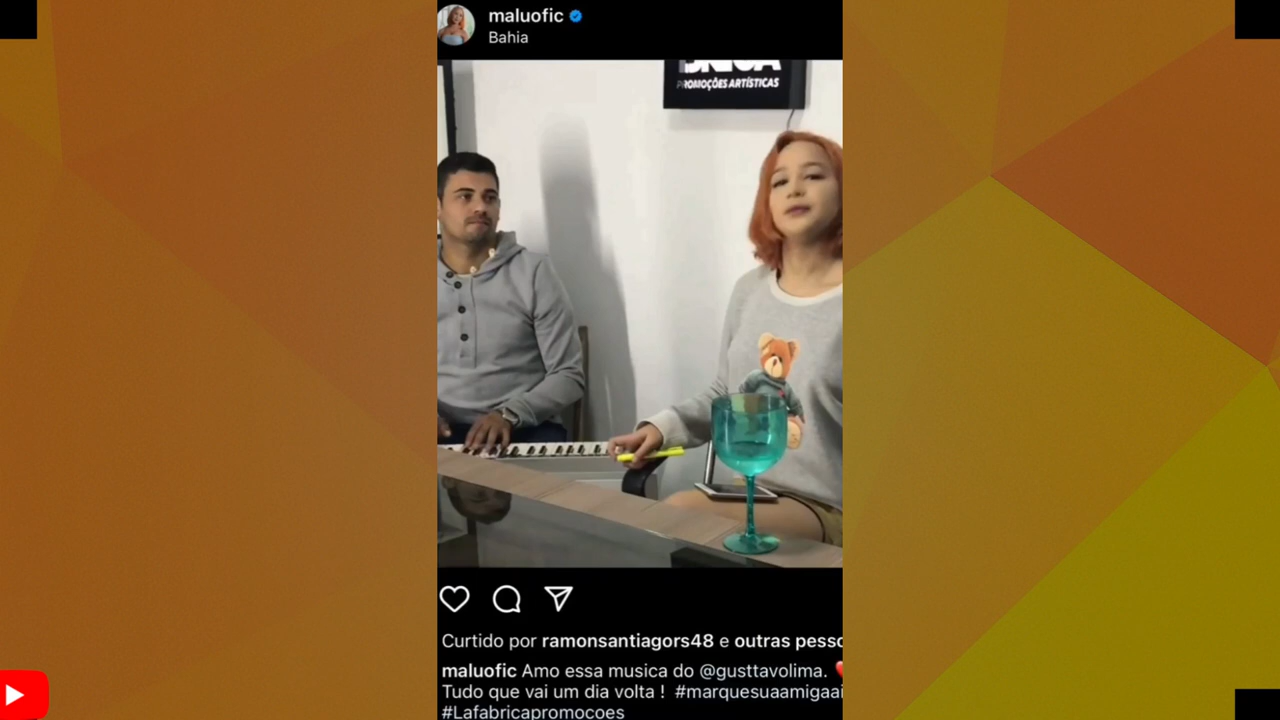 maluofic
Bahia
PROMOÇÕES ARTÍSTICAS
Curtido por ramonsantiagors48 e outras
maluofic Amo essa musica do @gusttavolima.
Tudo que vai um dia volta ! #marquesuaamigaai
#Lafabricapromocoes